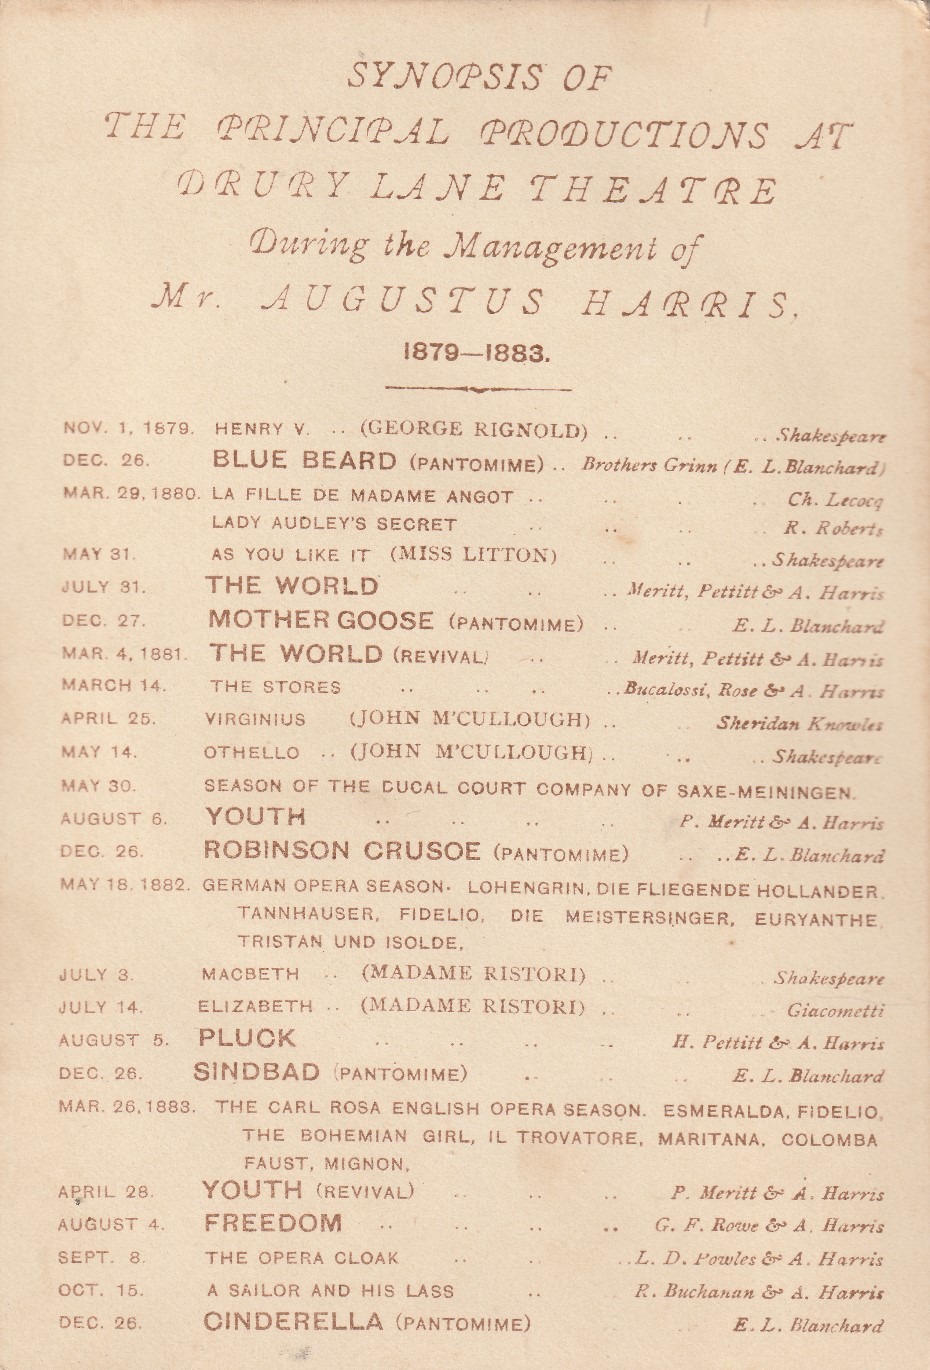 SYNOPSIS OF
THE PRINCIPAL PRODUCTIONS AT
DRURY LANE THEATRE
During the Management of
Mr. AUGUSTUS HARRIS,
1879—1883.
NOV. 1, 1879. HENRY V. .. (GEORGE RIGNOLD) .. .. .. Shakespeare
DEC. 26. BLUE BEARD (PANTOMIME) .. Brothers Grinn (E. L. Blanchard)
MAR. 29, 1880. LA FILLE DE MADAME ANGOT .. .. . .. Ch. Lecocq
LADY AUDLEY'S SECRET .. .. .. .. R. Roberts
MAY 31. AS YOU LIKE IT (MISS LITTON) .. .. .. Shakespeare
JULY 31. THE WORLD .. .. .. Meritt, Pettitt & A. Harris
DEC. 27. MOTHER GOOSE (PANTOMIME) .. .. E. L. Blanchard
MAR. 4, 1881. THE WORLD (REVIVAL) .. .. Meritt, Pettitt & A. Harris
MARCH 14. THE STORES .. .. .. .. Bucalossi, Rose & A. Harris
APRIL 25. VIRGINIUS (JOHN M'CULLOUGH) .. .. Sheridan Knowles
MAY 14. OTHELLO .. (JOHN M'CULLOUGH) .. .. .. Shakespeare
MAY 30. SEASON OF THE DUCAL COURT COMPANY OF SAXE-MEININGEN.
AUGUST 6. YOUTH .. .. .. .. P. Meritt & A. Harris
DEC. 26. ROBINSON CRUSOE (PANTOMIME) .. .. E. L. Blanchard
MAY 18, 1882. GERMAN OPERA SEASON. LOHENGRIN, DIE FLIEGENDE HOLLANDER,
TANNHAUSER, FIDELIO, DIE MEISTERSINGER, EURYANTHE,
TRISTAN UND ISOLDE,
JULY 3. MACBETH .. (MADAME RISTORI) .. .. . Shakespeare
JULY 14. ELIZABETH .. (MADAME RISTORI) .. .. .. Giacometti
AUGUST 5. PLUCK .. .. .. .. H. Pettitt & A. Harris
DEC. 26. SINDBAD (PANTOMIME) .. .. .. E. L. Blanchard
MAR. 26, 1883. THE CARL ROSA ENGLISH OPERA SEASON. ESMERALDA, FIDELIO,
THE BOHEMIAN GIRL, IL TROVATORE, MARITANA, COLOMBA
FAUST, MIGNON,
APRIL 28. YOUTH (REVIVAL) .. .. .. P. Meritt & A. Harris
AUGUST 4. FREEDOM .. .. .. .. G. F. Rowe & A. Harris
SEPT. 8. THE OPERA CLOAK .. .. .. L. D. Powles & A. Harris
OCT. 15. A SAILOR AND HIS LASS .. R. Buchanan & A. Harris
DEC. 26. CINDERELLA (PANTOMIME) .. .. E. L. Blanchard